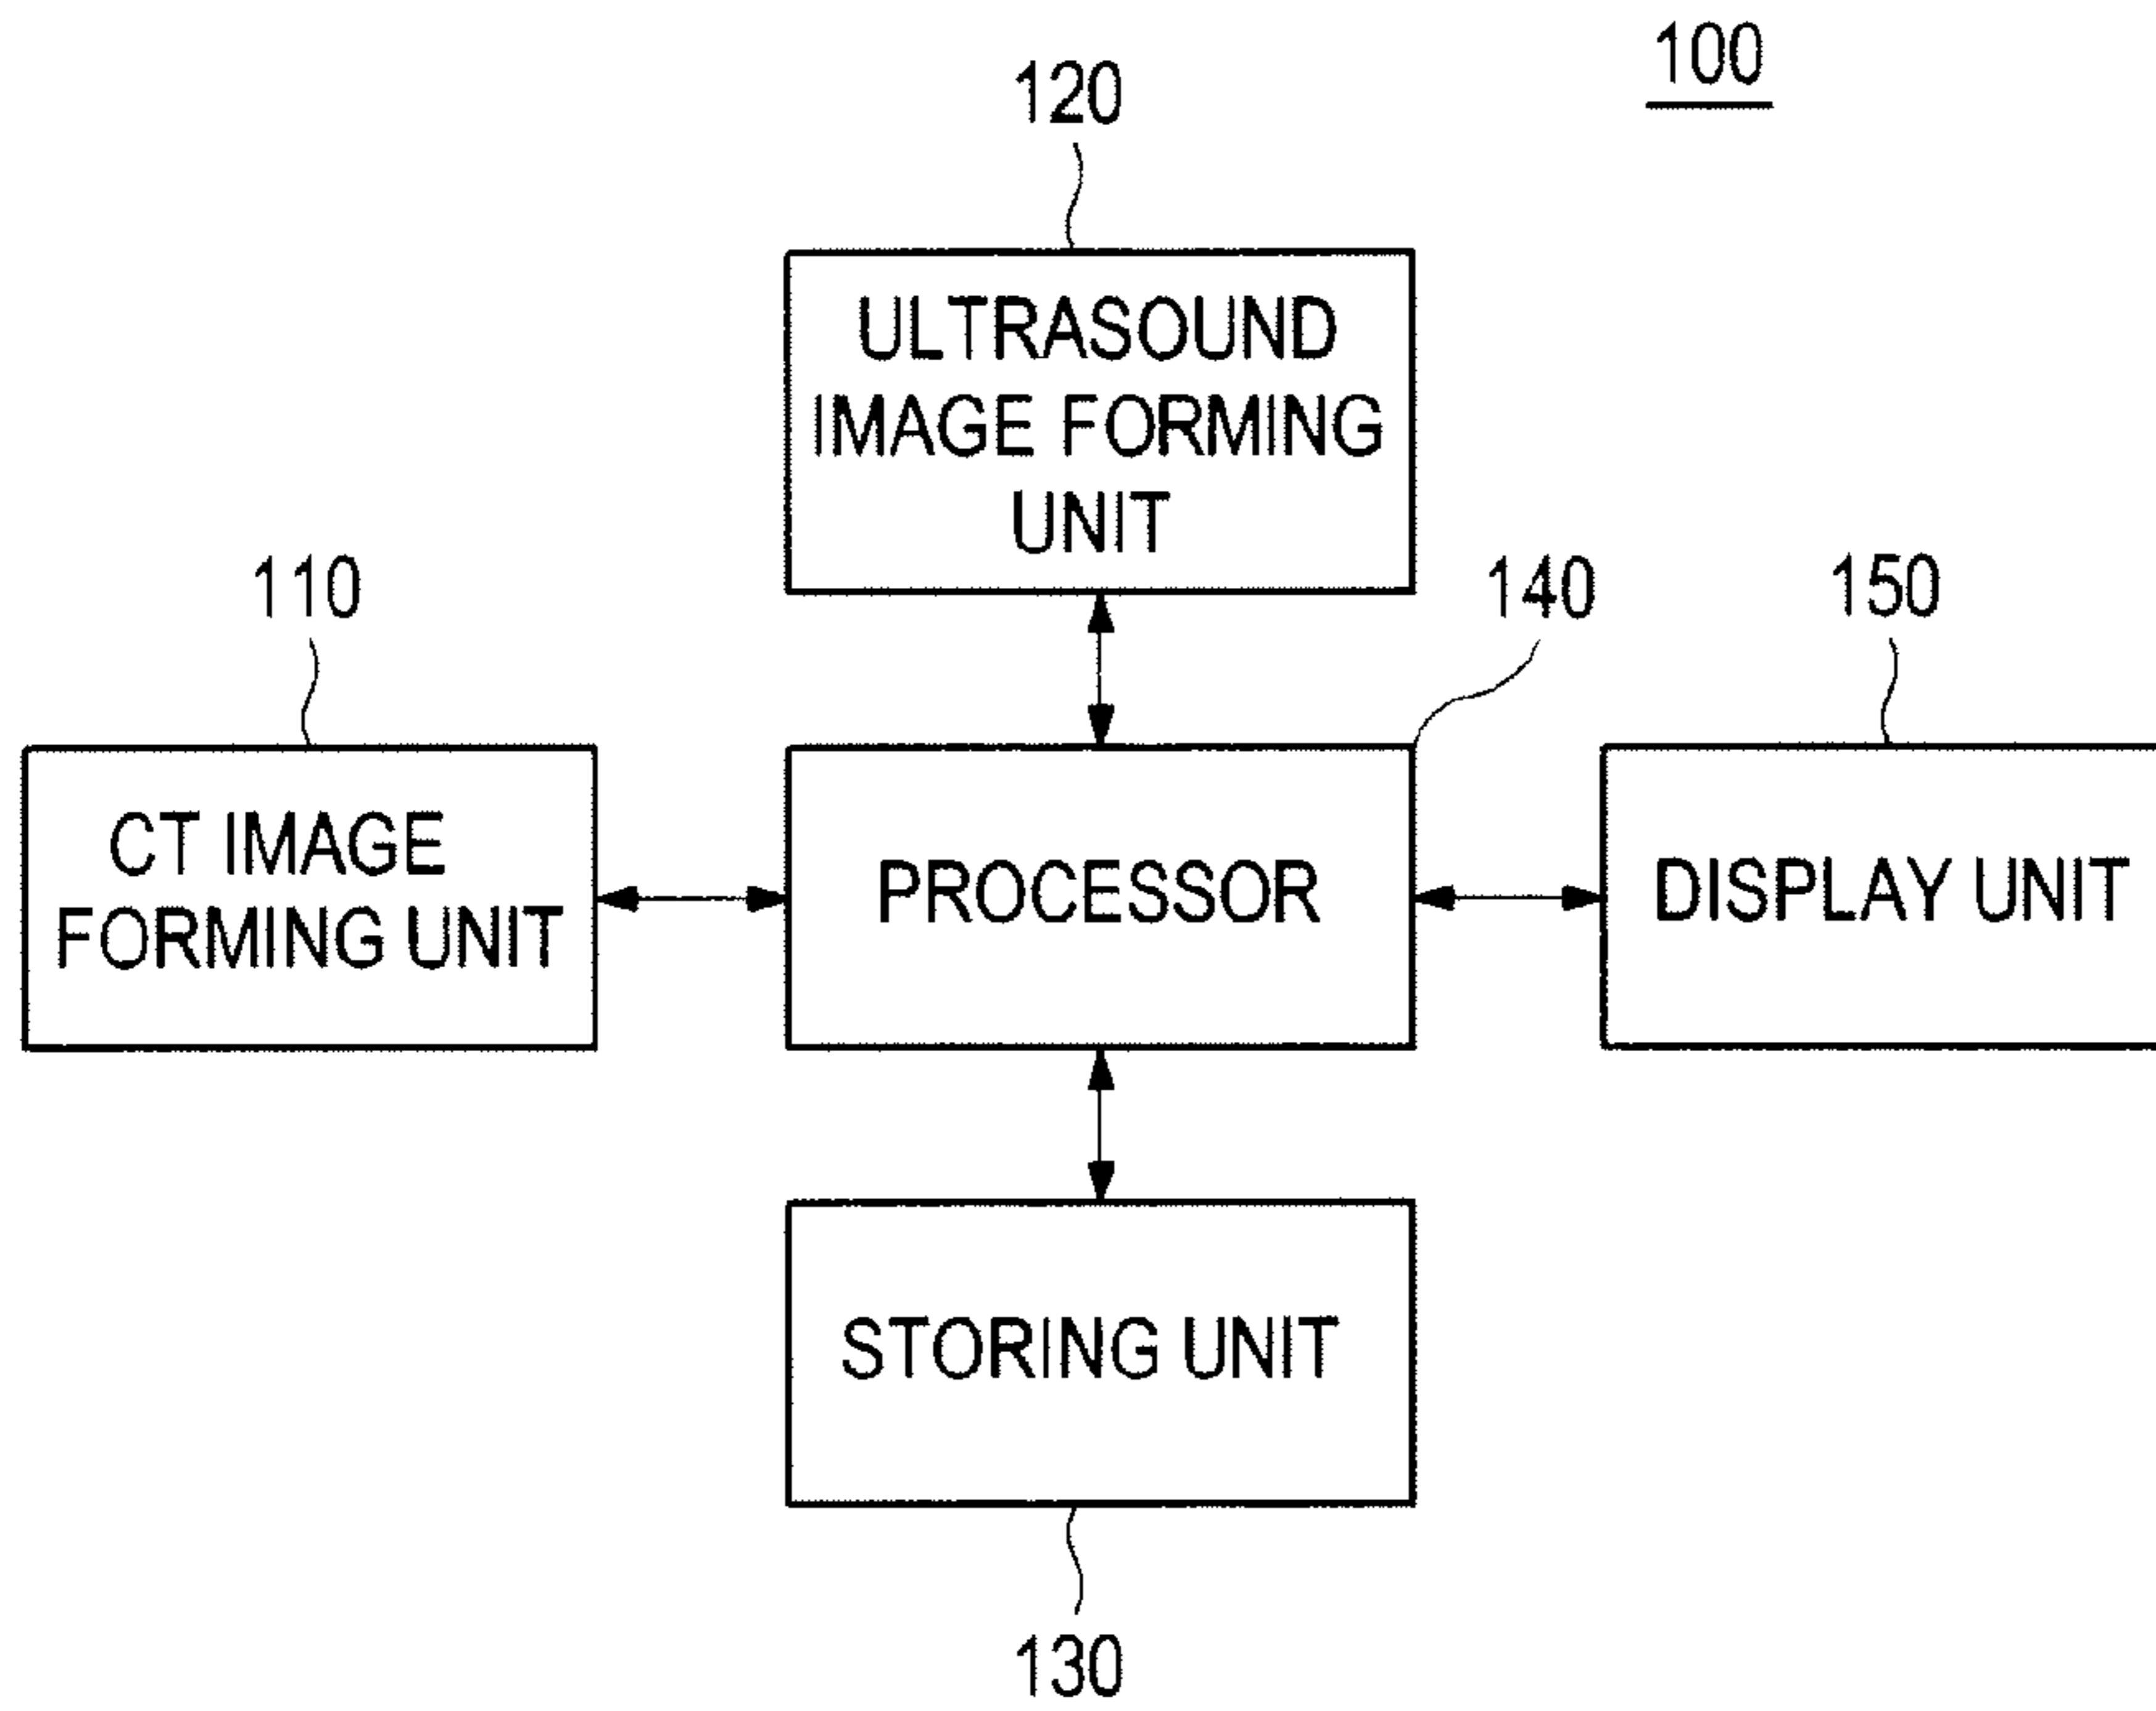 100
120
ULTRASOUND
IMAGE FORMING
UNIT
110
140
150
CT IMAGE
FORMING UNIT
PROCESSOR
DISPLAY UNIT
STORING UNIT
130